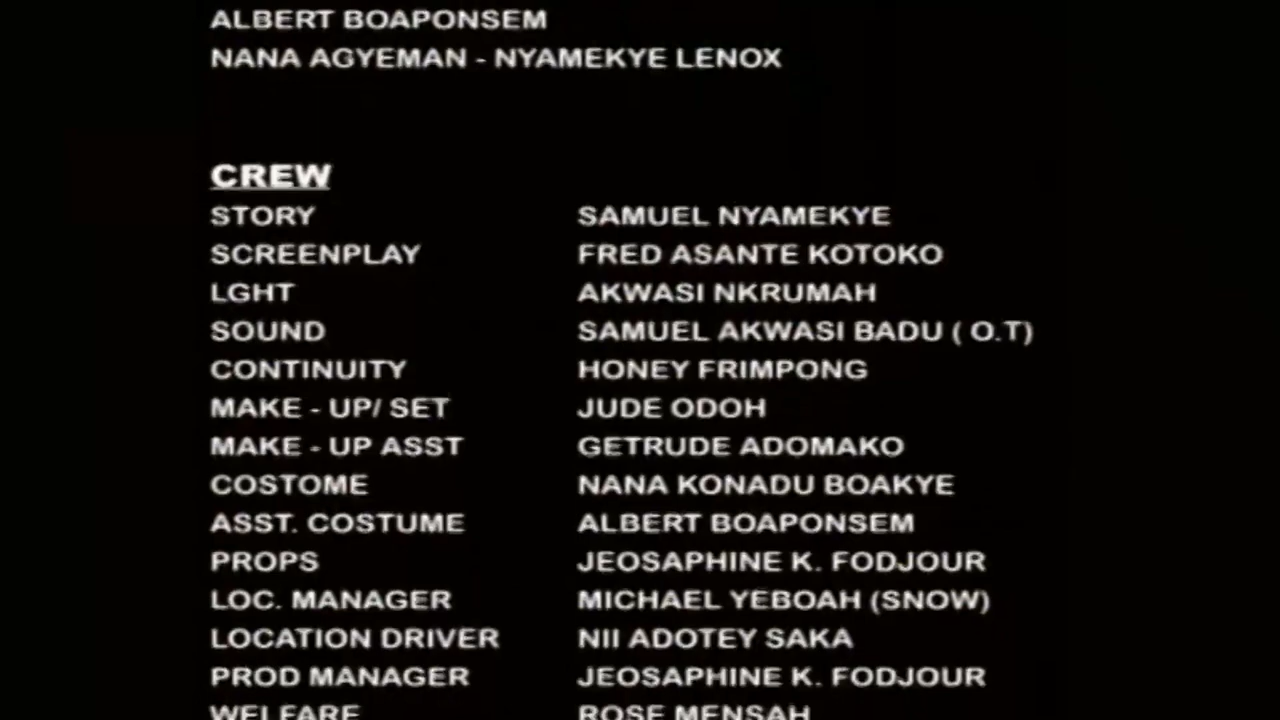 ALBERT BOAPONSEM
NANA AGYEMAN - NYAMEKYE LENOX
CREW
STORY SAMUEL NYAMEKYE
SCREENPLAY FRED ASANTE KOTOKO
LGHT AKWASI NKRUMAH
SOUND SAMUEL AKWASI BADU ( O.T)
CONTINUITY HONEY FRIMPONG
MAKE - UP/ SET JUDE ODOH
MAKE - UP ASST GETRUDE ADOMAKO
COSTOME NANA KONADU BOAKYE
ASST. COSTUME ALBERT BOAPONSEM
PROPS JEOSAPHINE K. FODJOUR
LOC. MANAGER MICHAEL YEBOAH (SNOW)
LOCATION DRIVER NII ADOTEY SAKA
PROD MANAGER JEOSAPHINE K. FODJOUR
WELFARE ROSE MENSAH